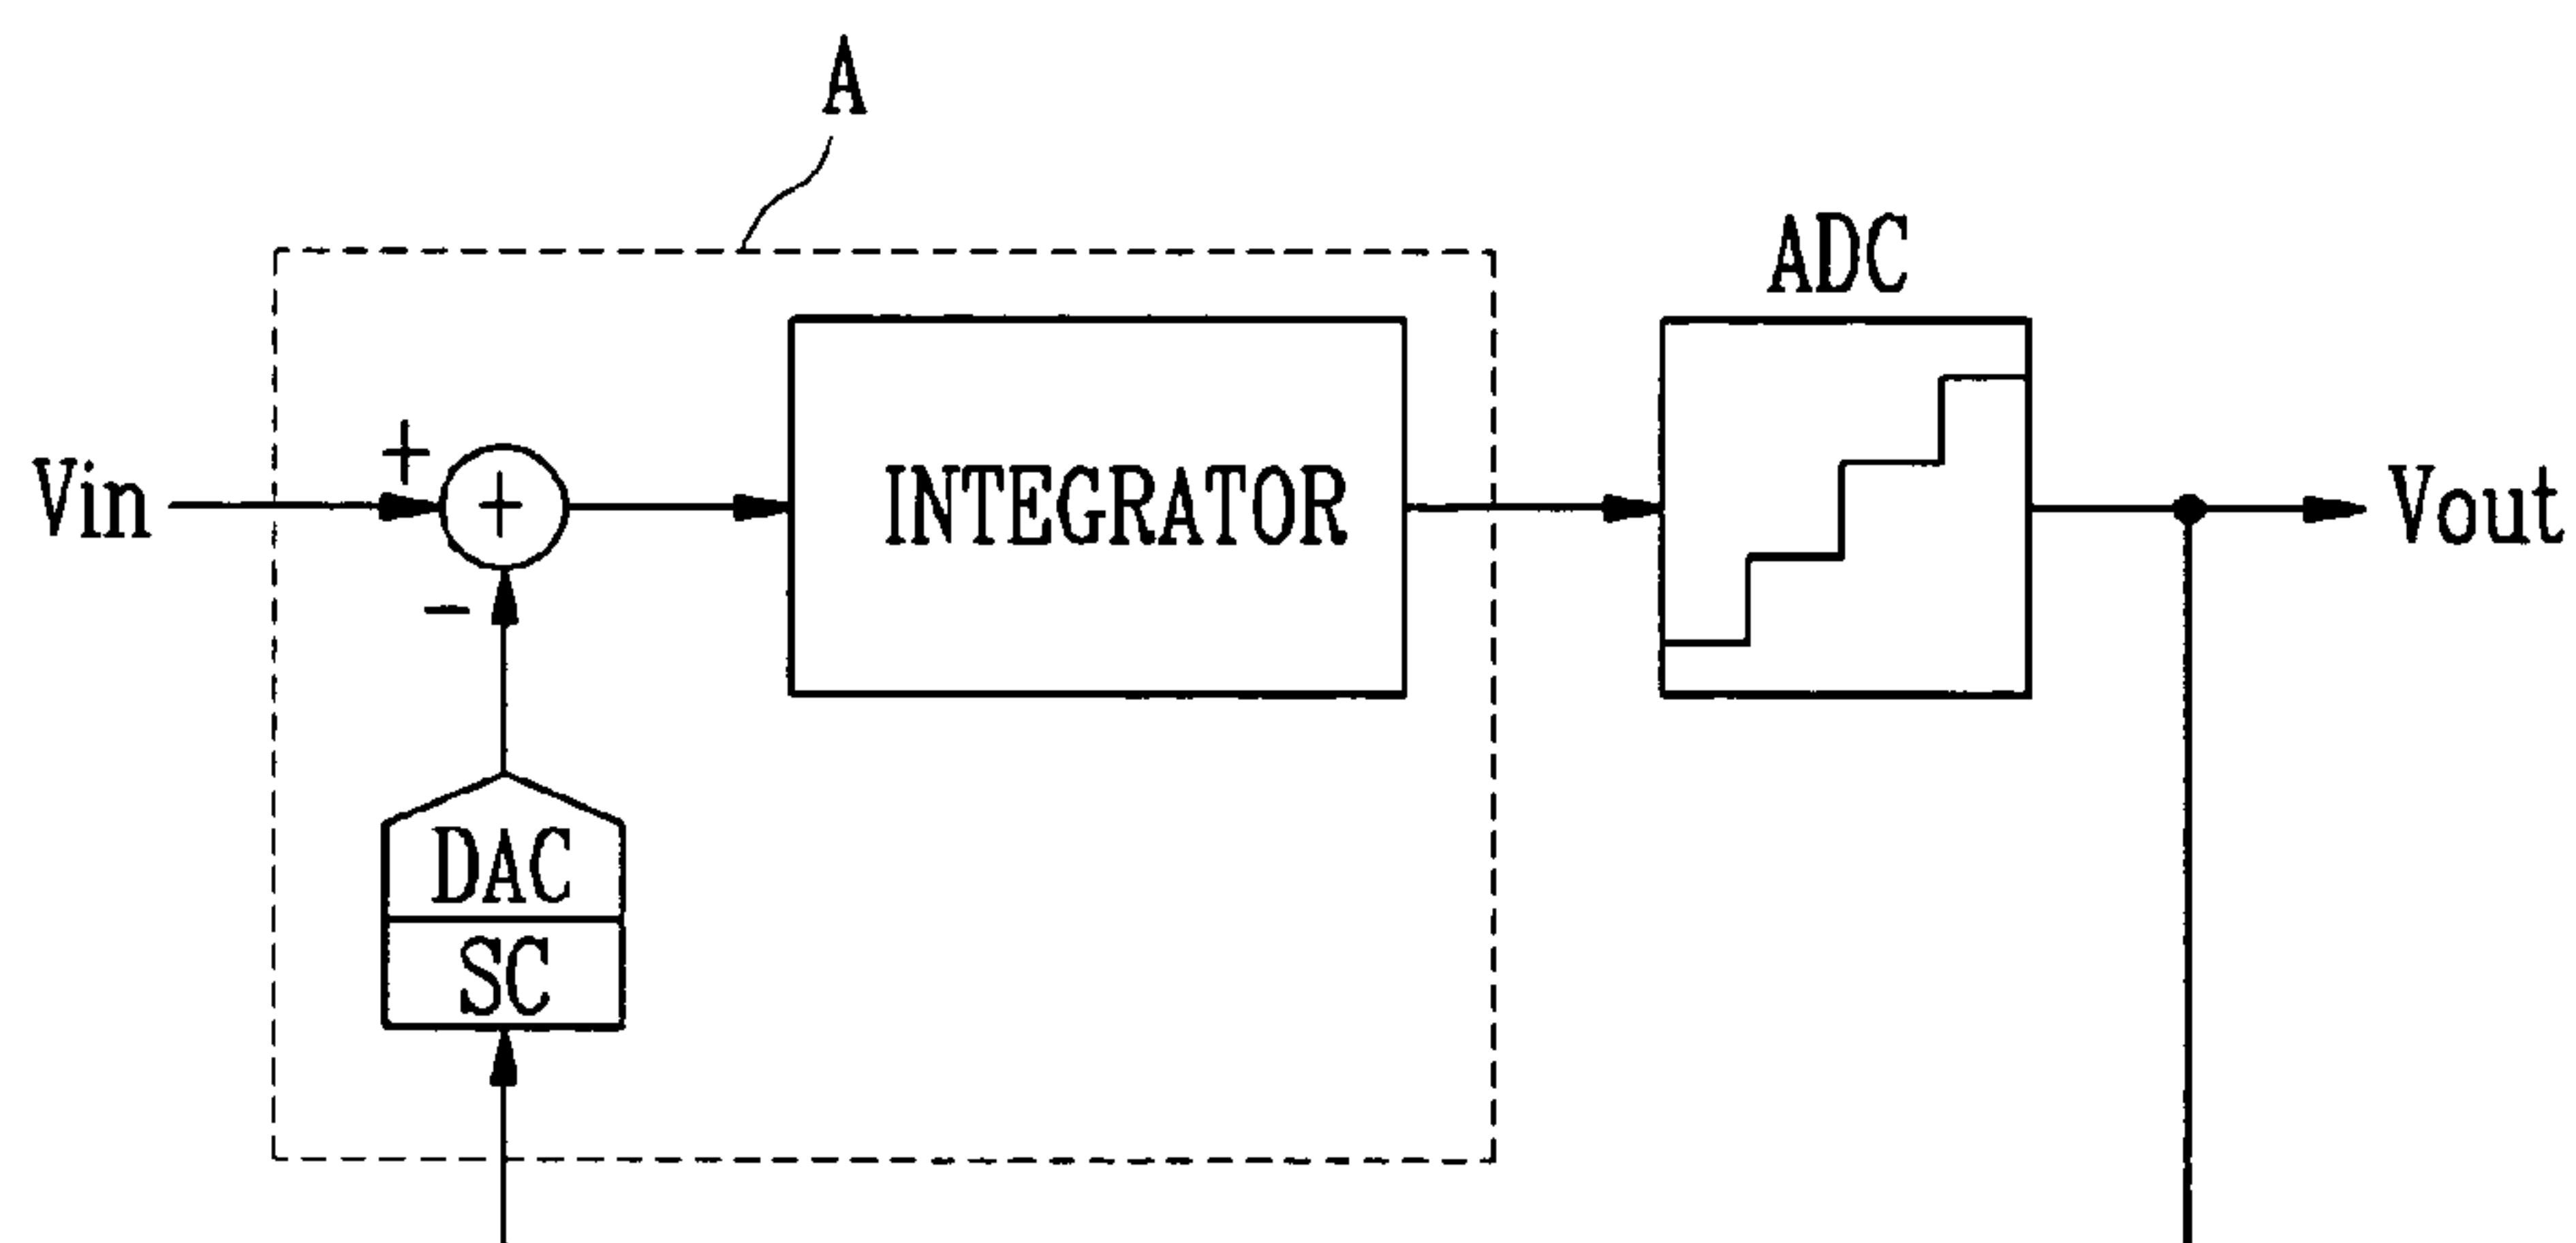 A
ADC
+
Vin
+
INTEGRATOR
Vout
−
DAC
SC